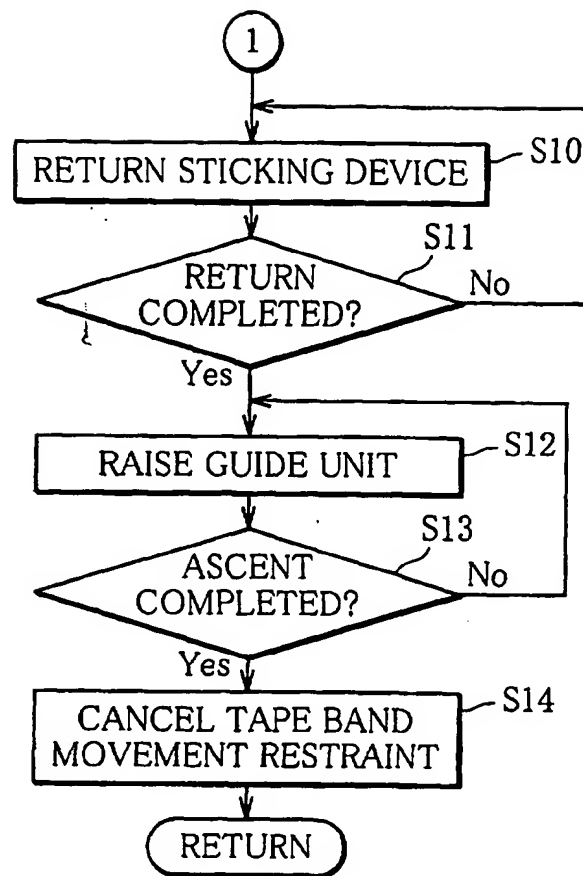 1
RETURN STICKING DEVICE
S10
RETURN
COMPLETED?
S11
No
Yes
RAISE GUIDE UNIT
S12
ASCENT
COMPLETED?
S13
No
Yes
CANCEL TAPE BAND
MOVEMENT RESTRAINT
S14
RETURN